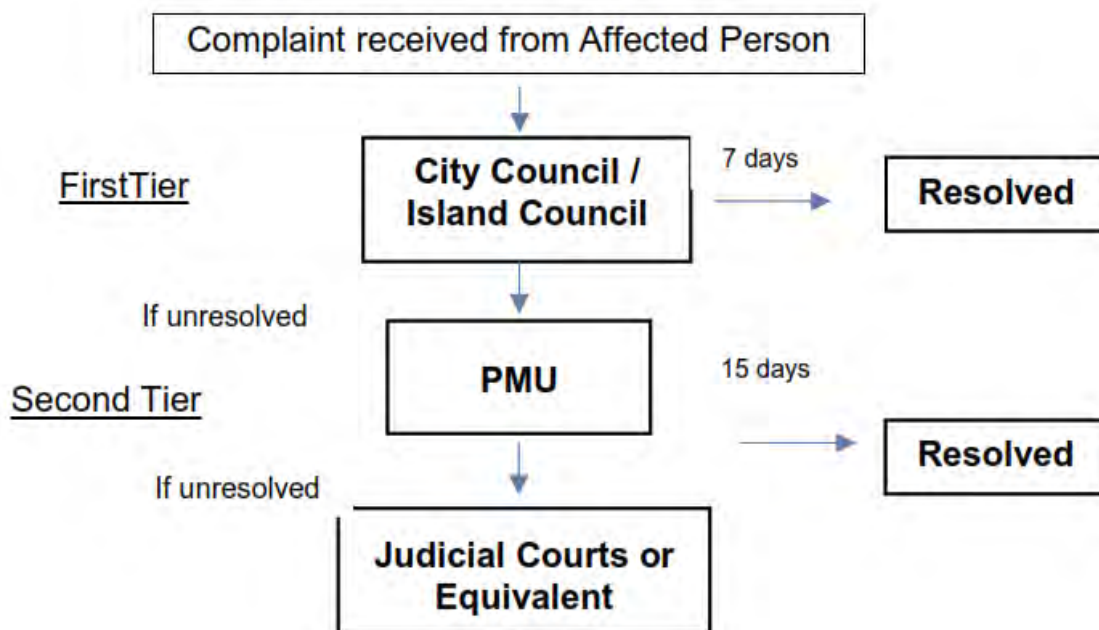 Complaint received from Affected Person
FirstTier
City Council /
Island Council
7 days
Resolved
If unresolved
PMU
15 days
Second Tier
Resolved
If unresolved
Judicial Courts or
Equivalent